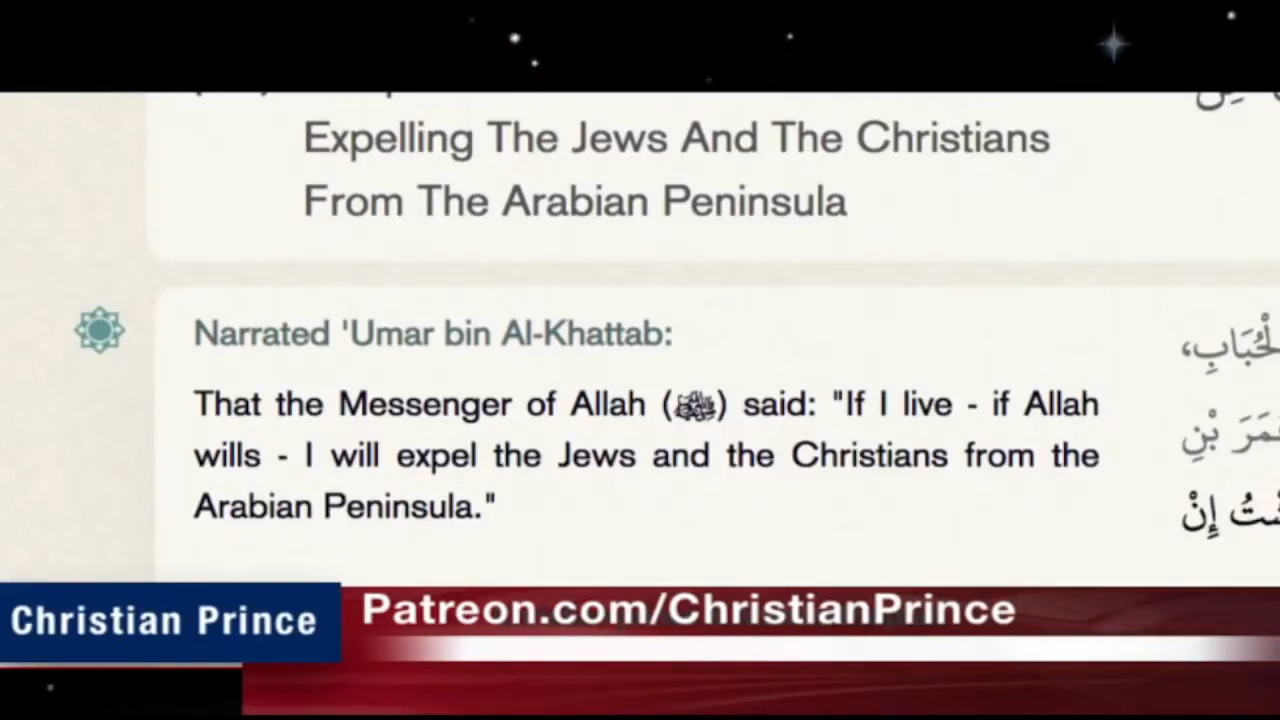 Expelling The Jews And The Christians
From The Arabian Peninsula
Narrated 'Umar bin Al-Khattab:
الْحُبَابِ،
That the Messenger of Allah (ﷺ) said: "If I live - if Allah
wills - I will expel the Jews and the Christians from the
بْنِ
Arabian Peninsula."
إِنْ
Christian Prince
Patreon.com/ChristianPrince